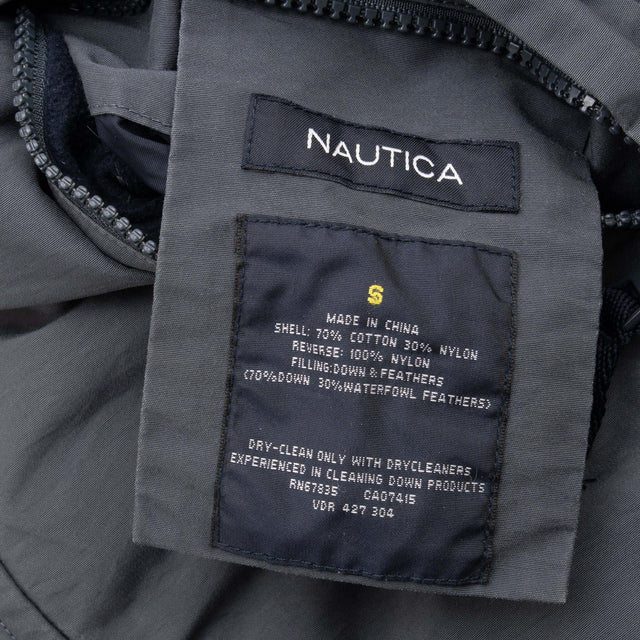 NAUTICA
S
MADE IN CHINA
SHELL: 70% COTTON 30% NYLON
REVERSE: 100% NYLON
FILLING:DOWN & FEATHERS
(70%DOWN 30%WATERFOWL FEATHERS)
DRY-CLEAN ONLY WITH DRYCLEANERS
EXPERIENCED IN CLEANING DOWN PRODUCTS
RN67835 CA07415
VDR 427 304